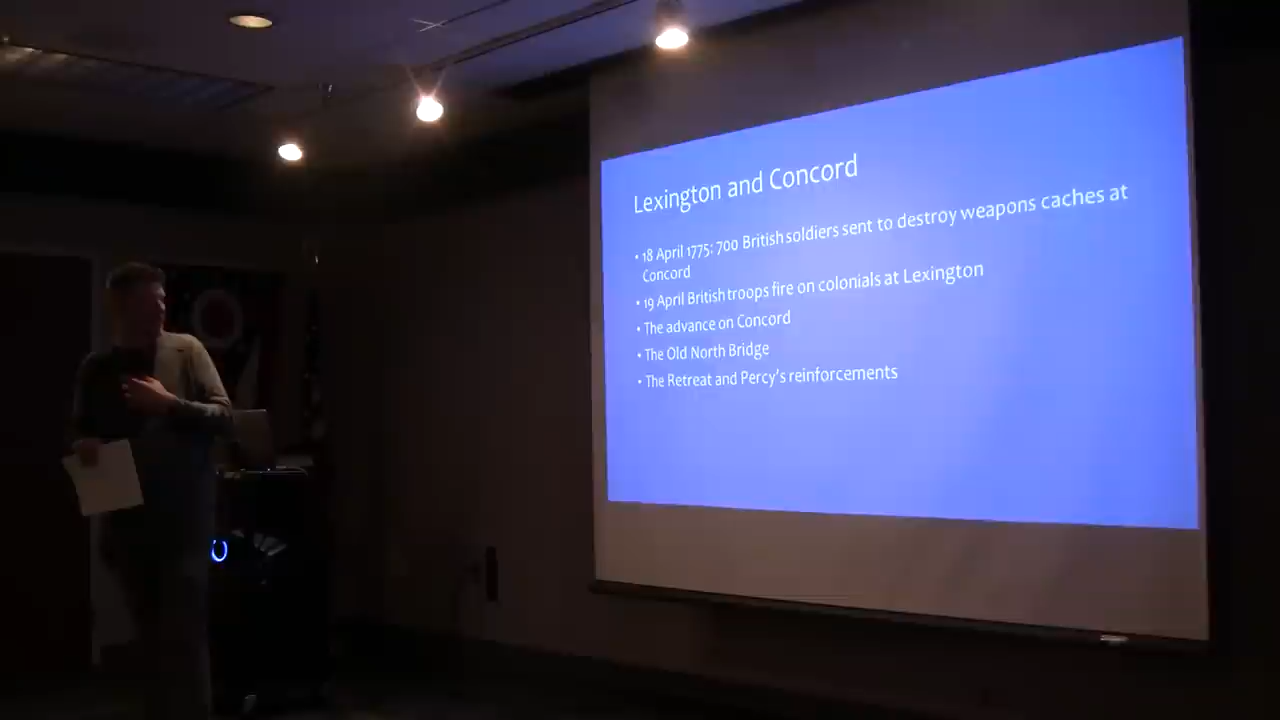 Lexington and Concord
• 18 April 1775: 700 British soldiers sent to destroy weapons caches at
Concord
• 19 April British troops fire on colonials at Lexington
• The advance on Concord
• The Old North Bridge
• The Retreat and Percy's reinforcements